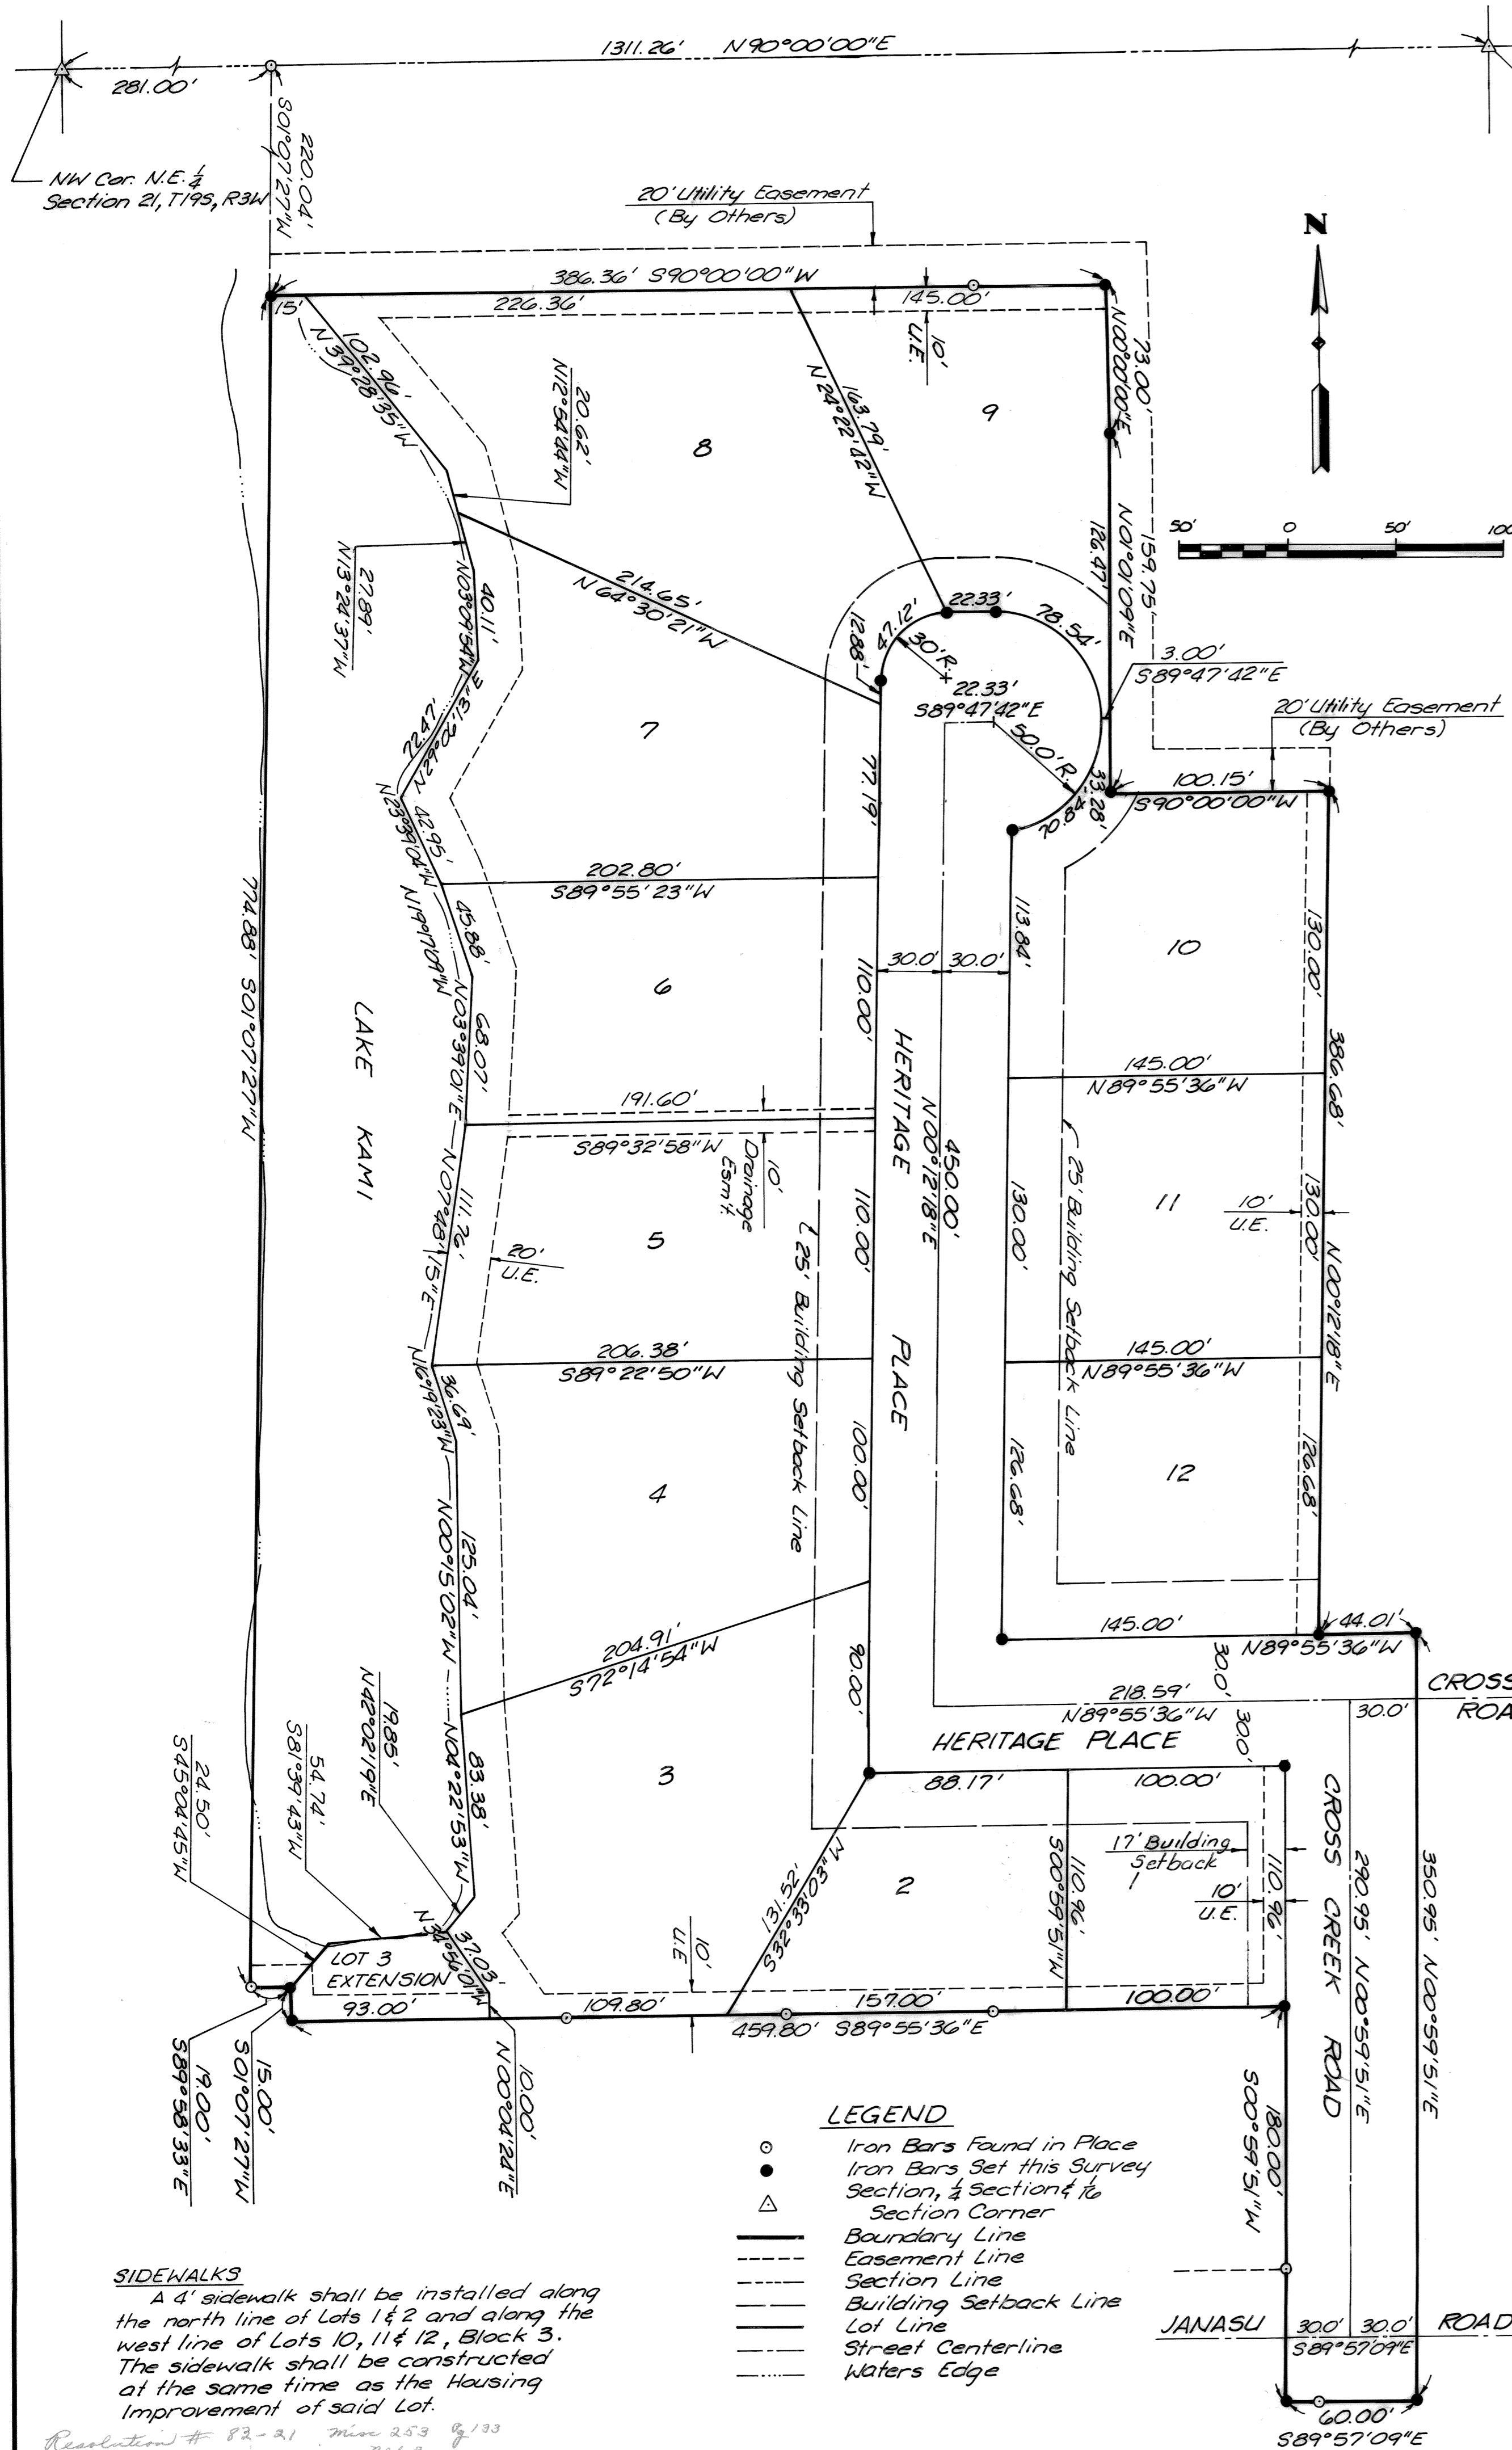 1311.26' N90°00'00"E
281.00'
220.04'
S01°07'27"W
NW Cor. N.E. 1/4
Section 21, T19S, R3W
20' Utility Easement
(By Others)
N
386.36' S90°00'00"W
15'
226.36'
145.00'
10'
U.E.
73.00'
N00°00'00"E
102.96'
N39°28'35"W
20.62'
N12°54'44"W
8
163.79'
N24°22'42"W
9
126.47'
N01°01'09"E
159.75'
50' 0 50' 100
27.89'
N13°24'37"W
40.11'
N03°09'54"W
214.65'
N64°30'21"W
12.88'
47.12'
30'R.
22.33'
78.54'
22.33'
S89°47'42"E
50.0'R.
3.00'
S89°47'42"E
20' Utility Easement
(By Others)
22.47'
N29°06'13"E
7
77.19'
20.84'
33.28'
100.15'
S90°00'00"W
42.95'
N23°39'04"W
202.80'
S89°55'23"W
45.88'
N19°17'09"W
113.84'
10
130.00'
774.88' S01°07'27"W
30.0' 30.0'
6
110.00'
68.07'
N03°39'01"E
LAKE KAMI
HERITAGE PLACE
450.00'
N00°12'18"E
145.00'
N89°55'36"W
386.68' N00°12'18"E
191.60'
S89°32'58"W
10'
Drainage
Esm't.
25' Building Setback Line
11
10'
U.E.
130.00'
130.00'
111.76'
N07°48'15"E
20'
U.E.
5
110.00'
25' Building Setback Line
206.38'
S89°22'50"W
145.00'
N89°55'36"W
36.69'
N16°19'23"W
4
100.00'
126.68'
12
126.68'
125.04'
N00°15'02"W
204.91'
S72°14'54"W
90.00'
145.00'
44.01'
N89°55'36"W
30.0'
218.59'
N89°55'36"W
30.0'
CROSS
ROA
HERITAGE PLACE
30.0'
19.85'
N42°02'19"E
54.74'
S81°39'43"W
24.50'
S45°04'45"W
83.38'
N04°22'53"W
3
88.17'
100.00'
131.52'
S32°33'03"W
2
110.96'
S00°59'51"W
17' Building
Setback
1
10'
U.E.
110.96'
CROSS CREEK ROAD
290.95' N00°59'51"E
350.95' N00°59'51"E
LOT 3
EXTENSION
37.03'
N34°56'01"W
10'
U.E
93.00'
109.80'
157.00'
100.00'
459.80' S89°55'36"E
15.00'
S01°07'27"W
19.00'
S89°58'33"E
10.00'
N00°04'24"E
180.00'
S00°59'51"W
LEGEND
Iron Bars Found in Place
Iron Bars Set this Survey
Section, 1/4 Section & 1/16
Section Corner
Boundary Line
Easement Line
Section Line
Building Setback Line
Lot Line
Street Centerline
Waters Edge
JANASU 30.0' 30.0' ROAD
S89°57'09"E
60.00'
S89°57'09"E
SIDEWALKS
A 4' sidewalk shall be installed along
the north line of Lots 1 & 2 and along the
west line of Lots 10, 11 & 12, Block 3.
The sidewalk shall be constructed
at the same time as the Housing
Improvement of said Lot.
Resolution # 82-21 Misc 253 Pg 133